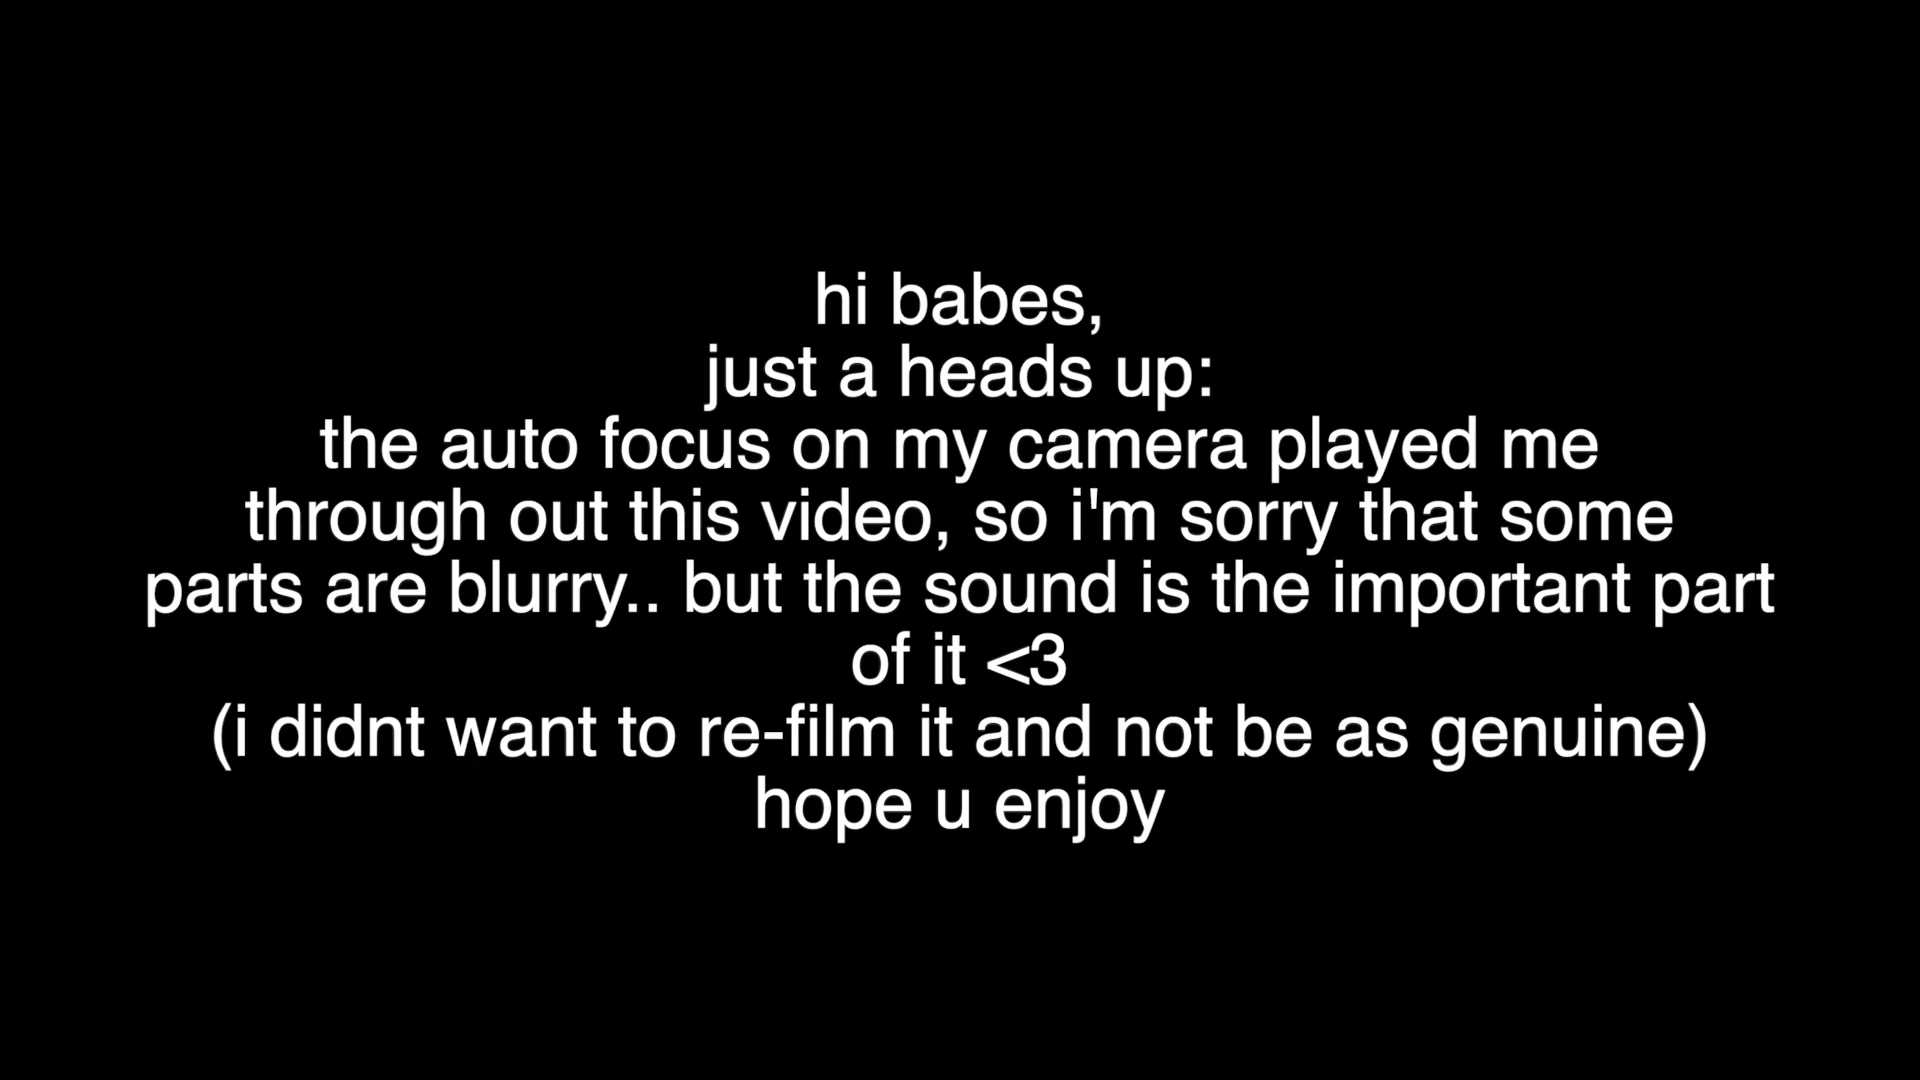 hi babes,
just a heads up:
the auto focus on my camera played me
through out this video, so i'm sorry that some
parts are blurry.. but the sound is the important part
of it <3
(i didnt want to re-film it and not be as genuine)
hope u enjoy